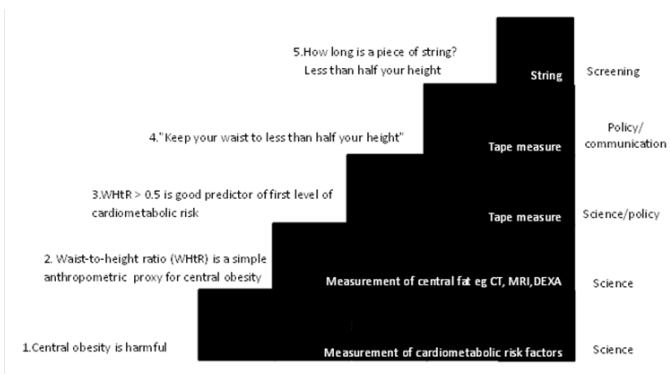 5.How long is a piece of string?
Less than half your height
String
Screening
4."Keep your waist to less than half your height"
Tape measure
Policy/
communication
3.WHtR > 0.5 is good predictor of first level of
cardiometabolic risk
Tape measure
Science/policy
2. Waist-to-height ratio (WHtR) is a simple
anthropometric proxy for central obesity
Measurement of central fat eg CT, MRI,DEXA
Science
1.Central obesity is harmful
Measurement of cardiometabolic risk factors
Science